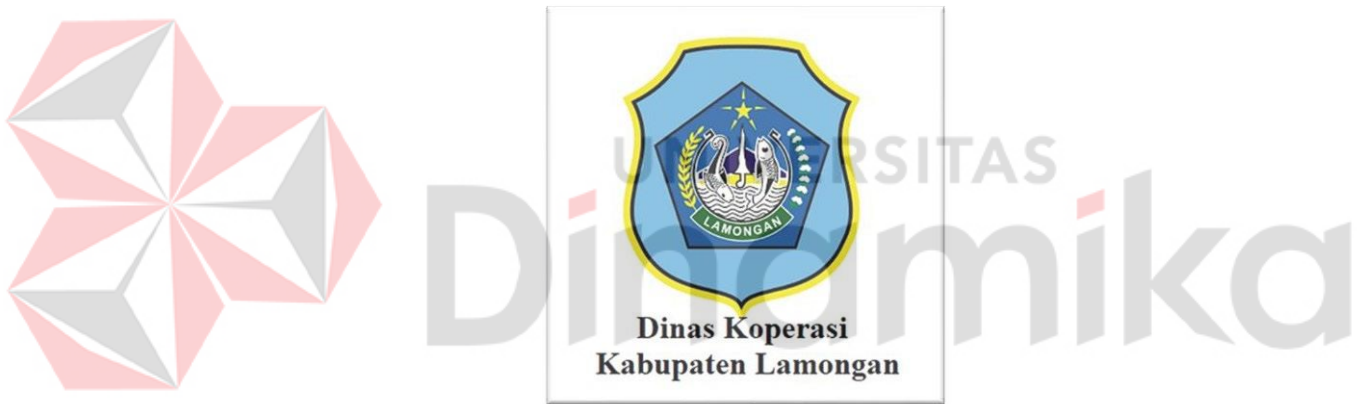 UNIVERSITAS
Dinamika
LAMONGAN
Dinas Koperasi
Kabupaten Lamongan